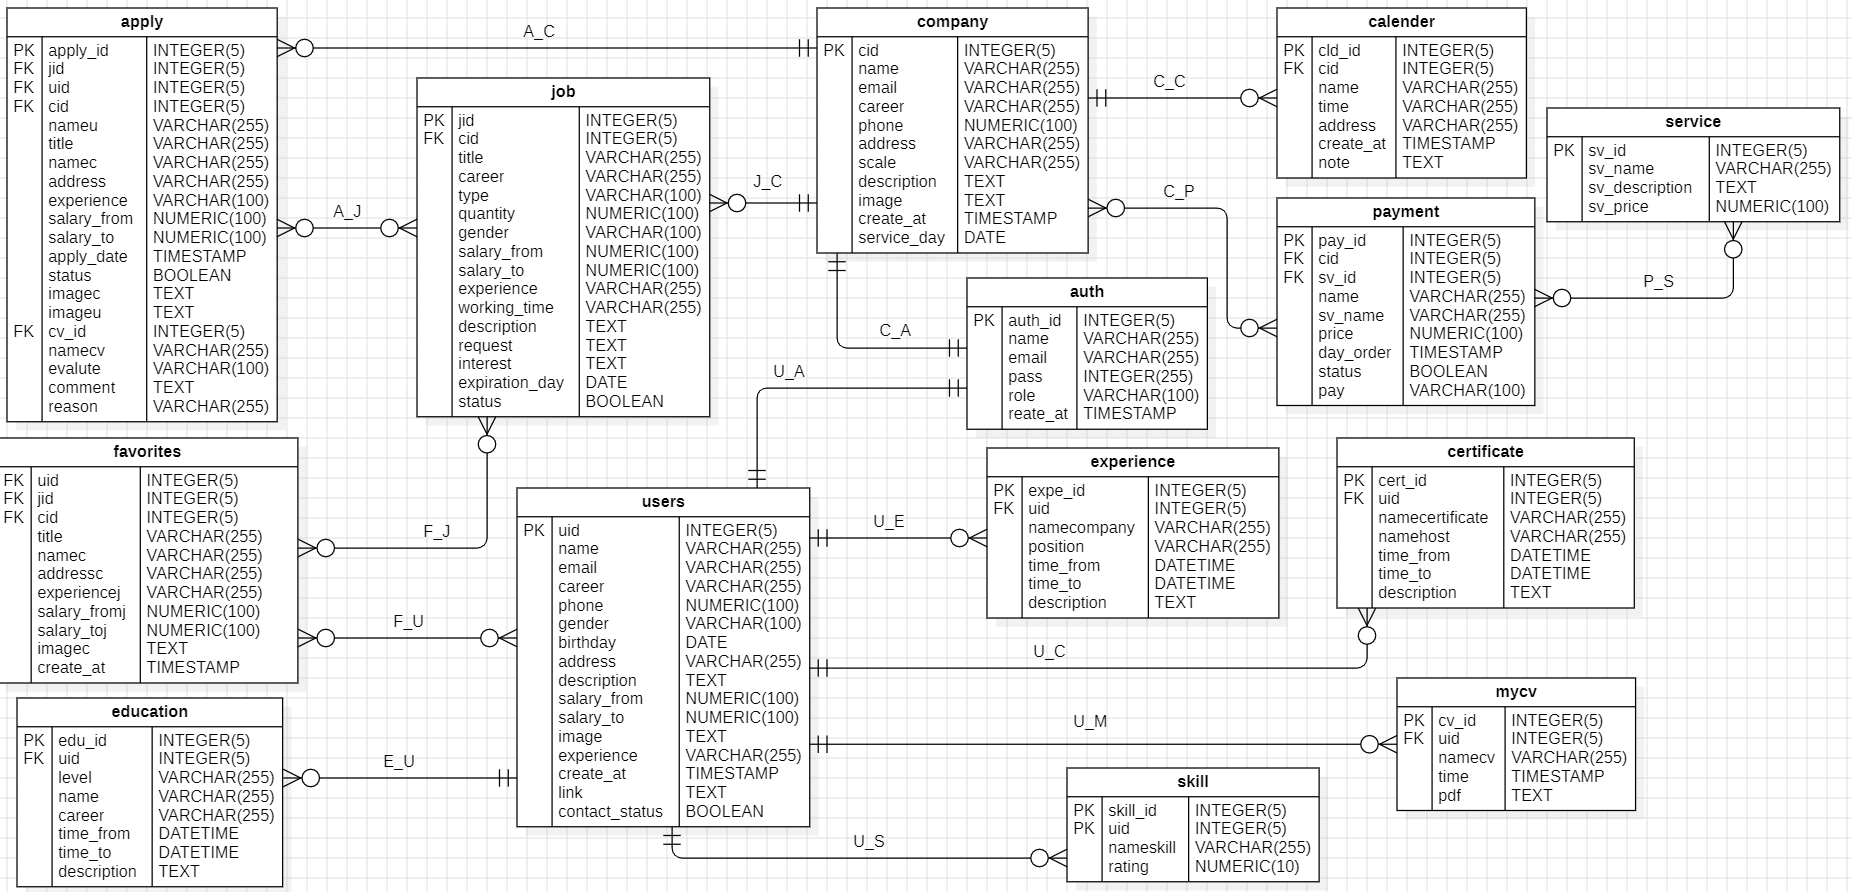 apply
PK apply_id INTEGER(5)
FK jid INTEGER(5)
FK uid INTEGER(5)
FK cid INTEGER(5)
nameu VARCHAR(255)
title VARCHAR(255)
namec VARCHAR(255)
address VARCHAR(255)
experience VARCHAR(100)
salary_from NUMERIC(100)
salary_to NUMERIC(100)
apply_date TIMESTAMP
status BOOLEAN
imagec TEXT
imageu TEXT
FK cv_id INTEGER(5)
namecv VARCHAR(255)
evalute VARCHAR(100)
comment TEXT
reason VARCHAR(255)
A_C
A_J
job
PK jid INTEGER(5)
FK cid INTEGER(5)
title VARCHAR(255)
career VARCHAR(255)
type VARCHAR(100)
quantity NUMERIC(100)
gender VARCHAR(100)
salary_from NUMERIC(100)
salary_to NUMERIC(100)
experience VARCHAR(255)
working_time VARCHAR(255)
description TEXT
request TEXT
interest TEXT
expiration_day DATE
status BOOLEAN
J_C
company
PK cid INTEGER(5)
name VARCHAR(255)
email VARCHAR(255)
career VARCHAR(255)
phone NUMERIC(100)
address VARCHAR(255)
scale VARCHAR(255)
description TEXT
image TEXT
create_at TIMESTAMP
service_day DATE
C_C
C_P
calender
PK cld_id INTEGER(5)
FK cid INTEGER(5)
name VARCHAR(255)
time VARCHAR(255)
address VARCHAR(255)
create_at TIMESTAMP
note TEXT
service
PK sv_id INTEGER(5)
sv_name VARCHAR(255)
sv_description TEXT
sv_price NUMERIC(100)
payment
PK pay_id INTEGER(5)
FK cid INTEGER(5)
FK sv_id INTEGER(5)
name VARCHAR(255)
sv_name VARCHAR(255)
price NUMERIC(100)
day_order TIMESTAMP
status BOOLEAN
pay VARCHAR(100)
P_S
C_A
U_A
auth
PK auth_id INTEGER(5)
name VARCHAR(255)
email VARCHAR(255)
pass INTEGER(255)
role VARCHAR(100)
reate_at TIMESTAMP
favorites
FK uid INTEGER(5)
FK jid INTEGER(5)
FK cid INTEGER(5)
title VARCHAR(255)
namec VARCHAR(255)
addressc VARCHAR(255)
experiencej VARCHAR(255)
salary_fromj NUMERIC(100)
salary_toj NUMERIC(100)
imagec TEXT
create_at TIMESTAMP
F_J
F_U
users
PK uid INTEGER(5)
name VARCHAR(255)
email VARCHAR(255)
career VARCHAR(255)
phone NUMERIC(100)
gender VARCHAR(100)
birthday DATE
address VARCHAR(255)
description TEXT
salary_from NUMERIC(100)
salary_to NUMERIC(100)
image TEXT
experience VARCHAR(255)
create_at TIMESTAMP
link TEXT
contact_status BOOLEAN
U_E
experience
PK expe_id INTEGER(5)
FK uid INTEGER(5)
namecompany VARCHAR(255)
position VARCHAR(255)
time_from DATETIME
time_to DATETIME
description TEXT
certificate
PK cert_id INTEGER(5)
FK uid INTEGER(5)
namecertificate VARCHAR(255)
namehost VARCHAR(255)
time_from DATETIME
time_to DATETIME
description TEXT
U_C
U_M
mycv
PK cv_id INTEGER(5)
FK uid INTEGER(5)
namecv VARCHAR(255)
time TIMESTAMP
pdf TEXT
education
PK edu_id INTEGER(5)
FK uid INTEGER(5)
level VARCHAR(255)
name VARCHAR(255)
career VARCHAR(255)
time_from DATETIME
time_to DATETIME
description TEXT
E_U
U_S
skill
PK skill_id INTEGER(5)
PK uid INTEGER(5)
nameskill VARCHAR(255)
rating NUMERIC(10)